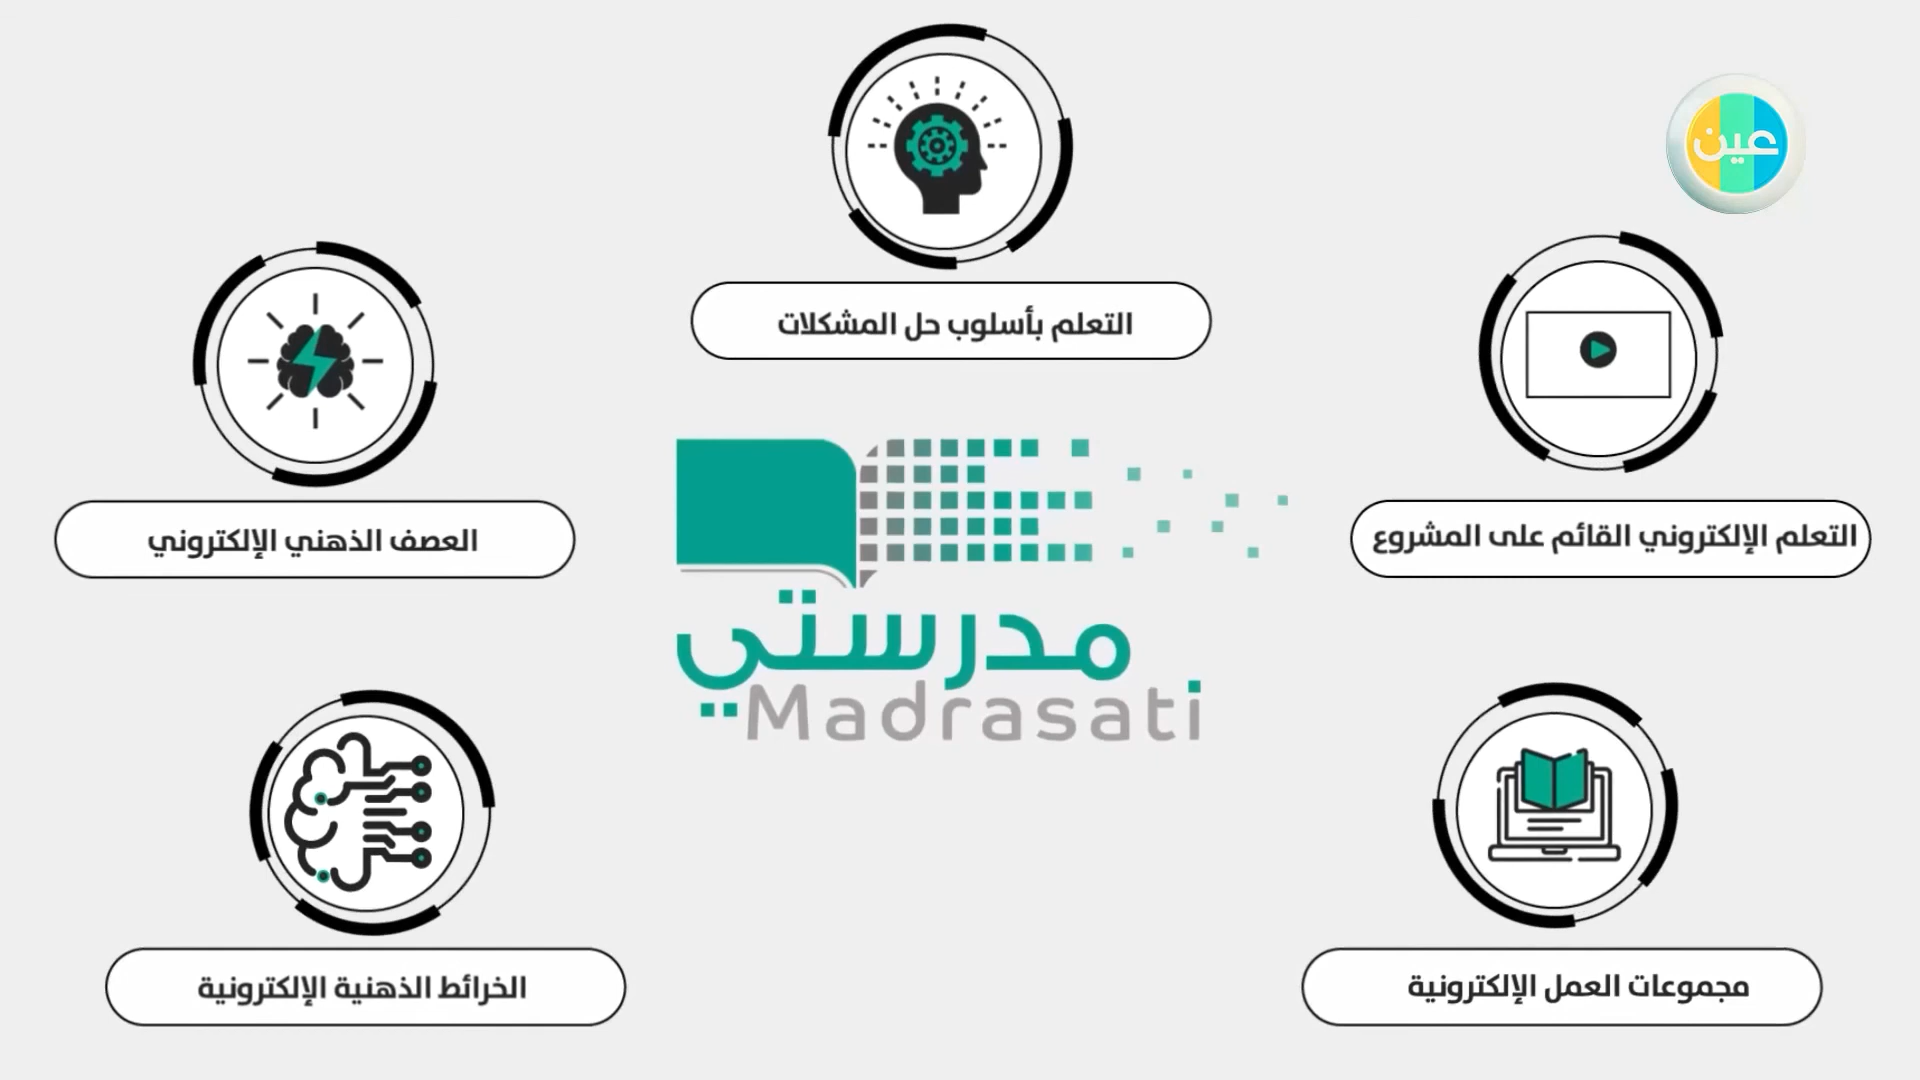 عين
التعلم بأسلوب حل المشكلات
التعلم الإلكتروني القائم على المشروع
العصف الذهني الإلكتروني
مدرستي
Madrasati
مجموعات العمل الإلكترونية
الخرائط الذهنية الإلكترونية